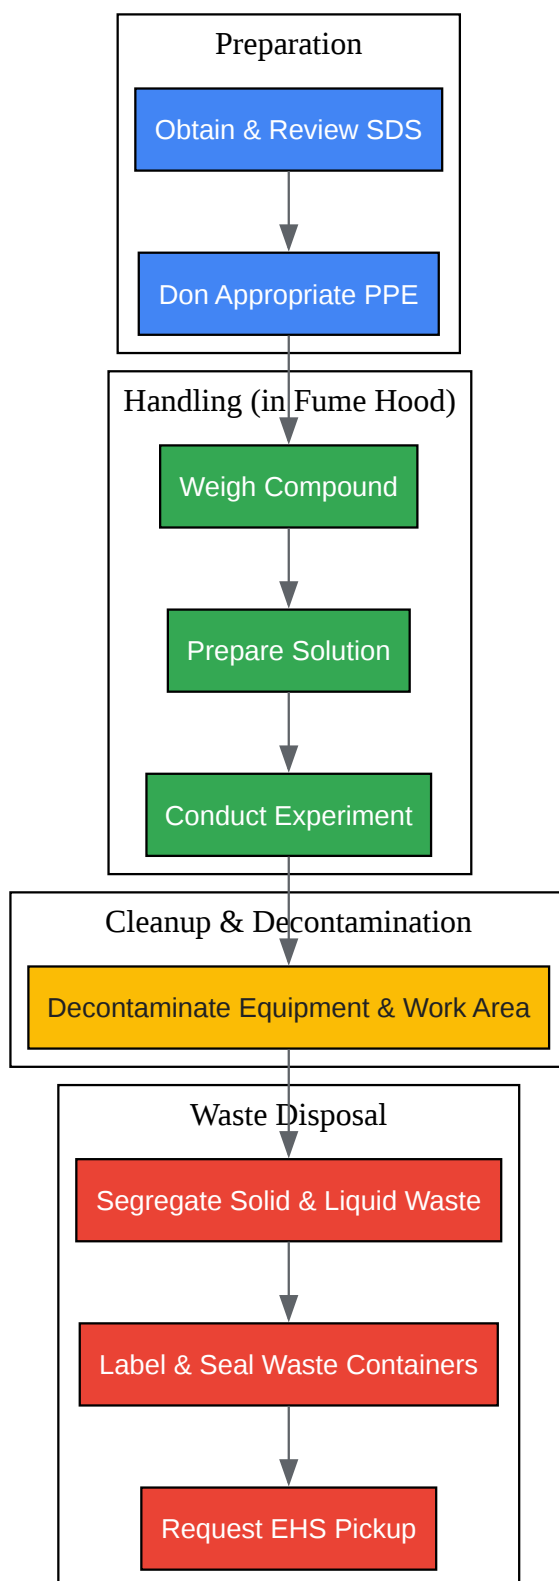 Preparation
Obtain & Review SDS
Don Appropriate PPE
Handling (in Fume Hood)
Weigh Compound
Prepare Solution
Conduct Experiment
Cleanup & Decontamination
Decontaminate Equipment & Work Area
Waste Disposal
Segregate Solid & Liquid Waste
Label & Seal Waste Containers
Request EHS Pickup